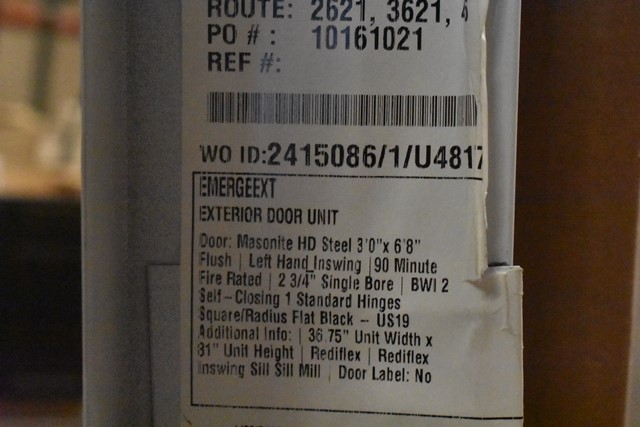 ROUTE: 2621, 3621,
PO #: 10161021
REF #:
WO ID:2415086/1/U4817
EMERGEEXT
EXTERIOR DOOR UNIT
Door: Masonite HD Steel 3'0"x 6'8"
Flush | Left Hand Inswing | 90 Minute
Fire Rated | 2 3/4" Single Bore | BWI 2
Self-Closing 1 Standard Hinges
Square/Radius Flat Black - US19
Additional Info: | 36.75" Unit Width x
81" Unit Height | Rediflex | Rediflex
Inswing Sill Sill Mill | Door Label: No